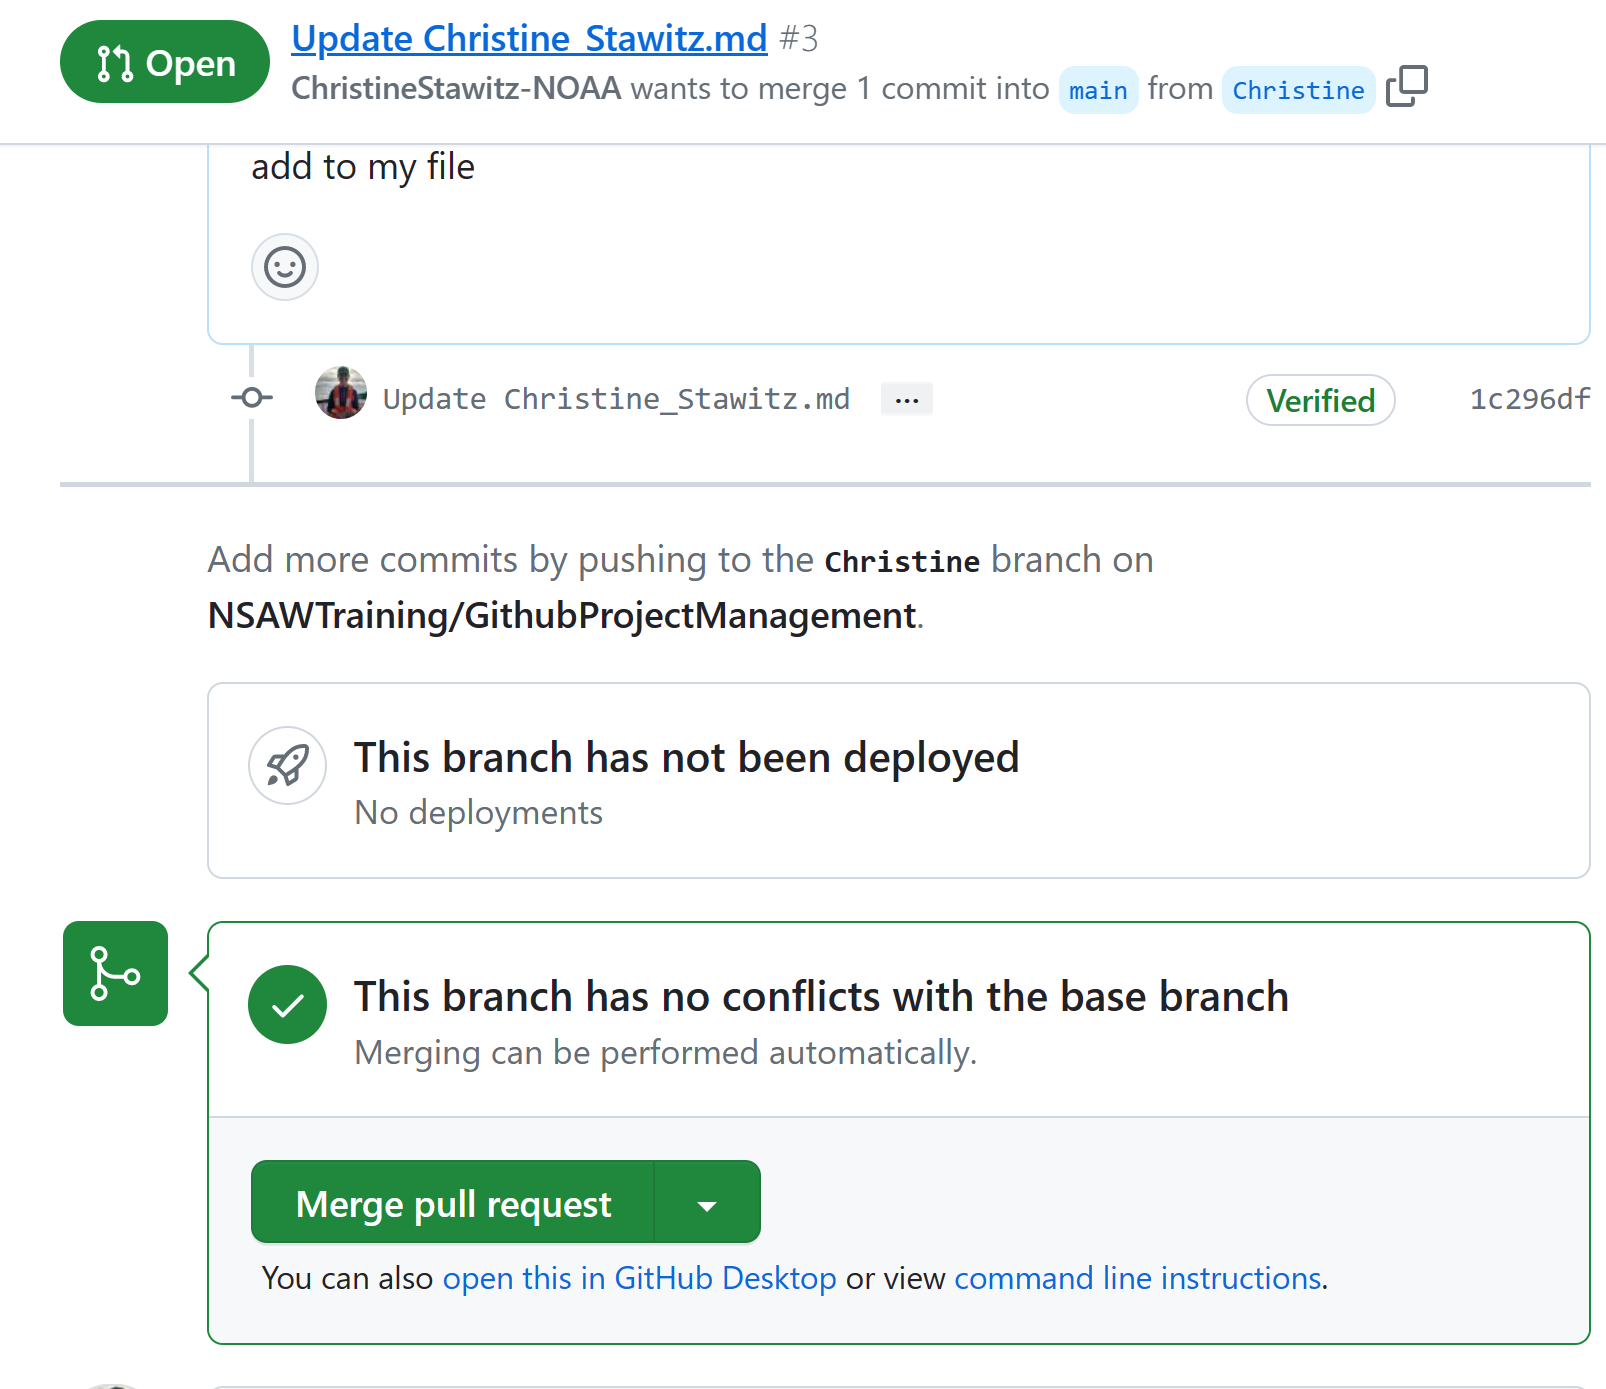 Open
Update Christine_Stawitz.md #3
ChristineStawitz-NOAA wants to merge 1 commit into main from Christine
add to my file
Update Christine_Stawitz.md ... Verified 1c296df
Add more commits by pushing to the Christine branch on
NSAWTraining/GithubProjectManagement.
This branch has not been deployed
No deployments
This branch has no conflicts with the base branch
Merging can be performed automatically.
Merge pull request
You can also open this in GitHub Desktop or view command line instructions.